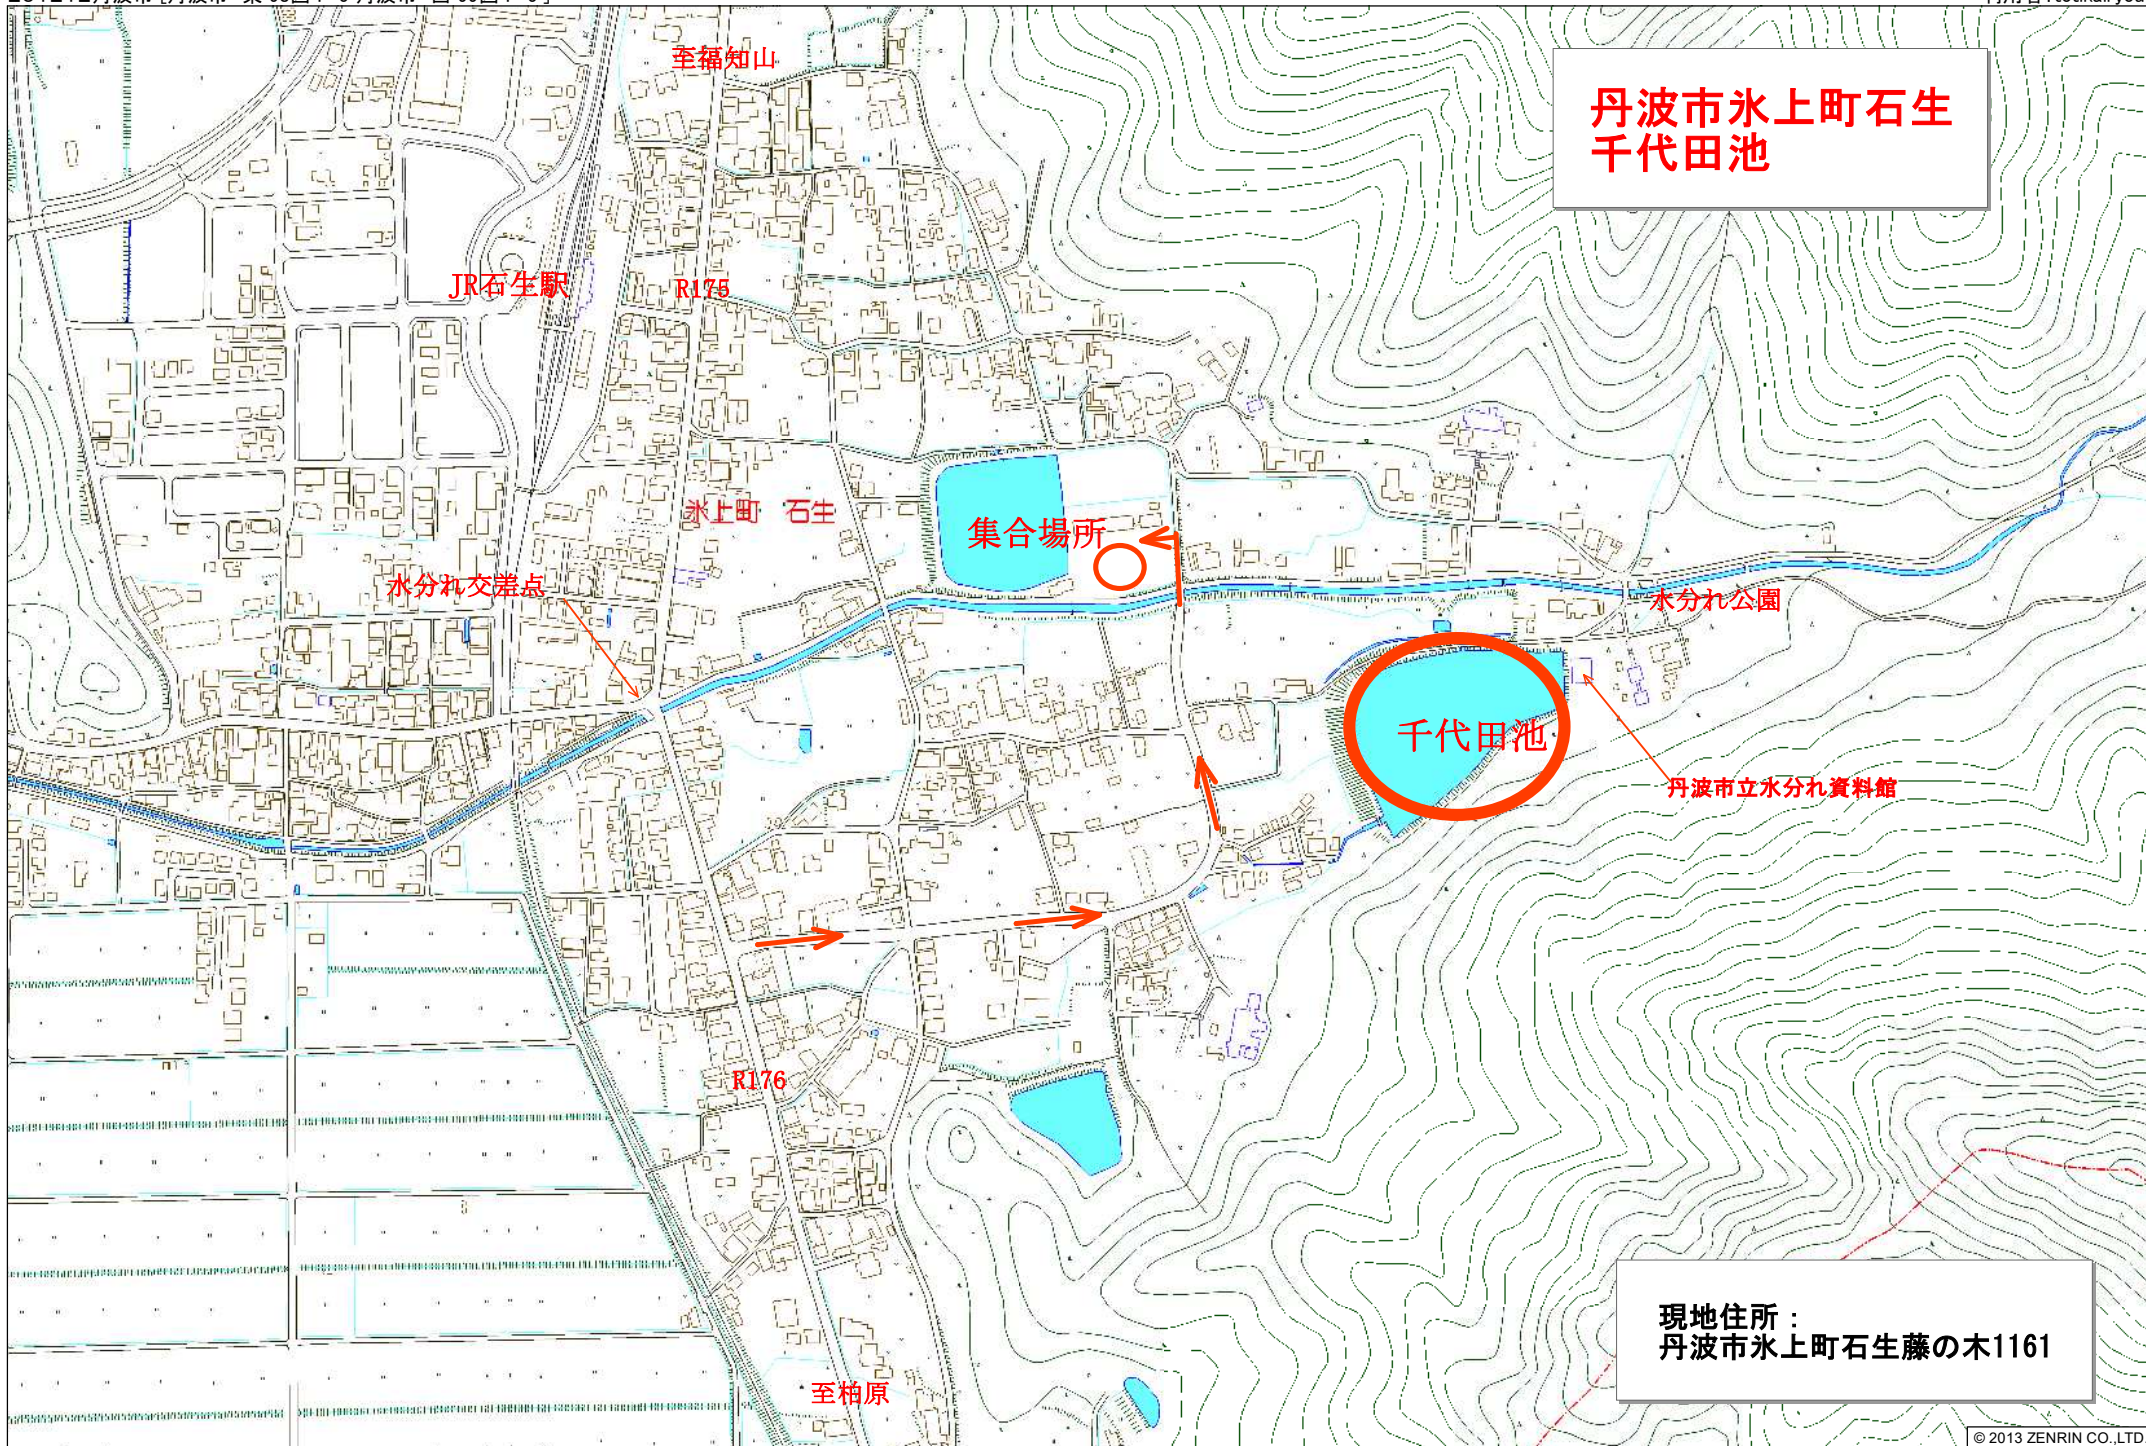 至福知山
丹波市氷上町石生
千代田池
JR石生駅
R175
氷上町 石生
集合場所
水分れ交差点
水分れ公園
千代田池
丹波市立水分れ資料館
R176
現地住所：
丹波市氷上町石生藤の木1161
至柏原
© 2013 ZENRIN CO.,LTD